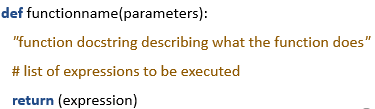 def functionname(parameters):
"function docstring describing what the function does"
# list of expressions to be executed
return (expression)